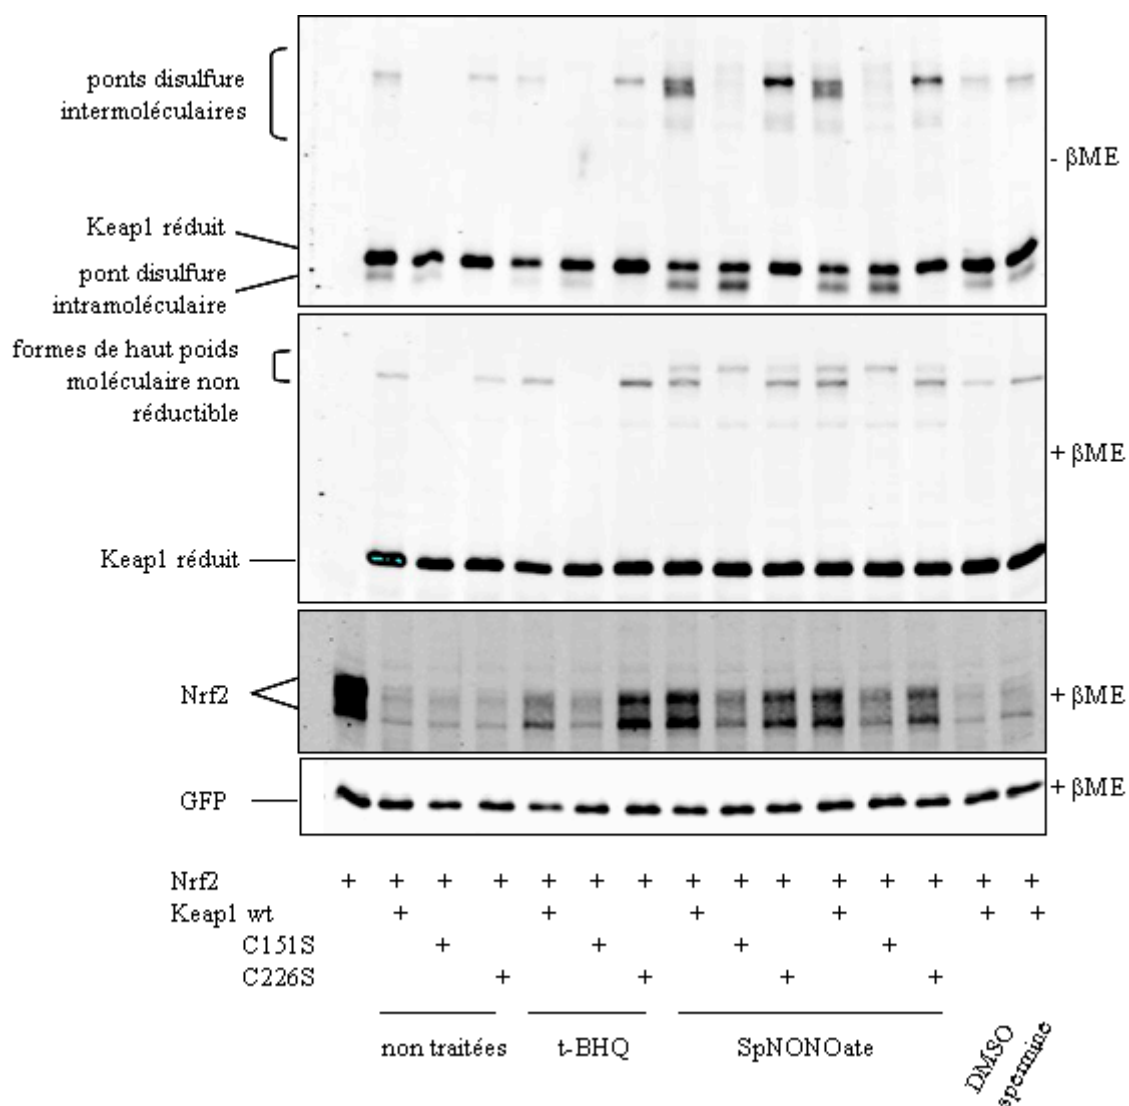 ponts disulfure
intermoléculaires
- βME
Keap1 réduit
pont disulfure
intramoléculaire
formes de haut poids
moléculaire non
réductible
+ βME
Keap1 réduit
Nrf2
+ βME
GFP
+ βME
Nrf2 + + + + + + + + + + + + + + +
Keap1 wt + + + + + +
C151S + + + +
C226S + + + +
non traitées t-BHQ SpNONOate DMSO spermine